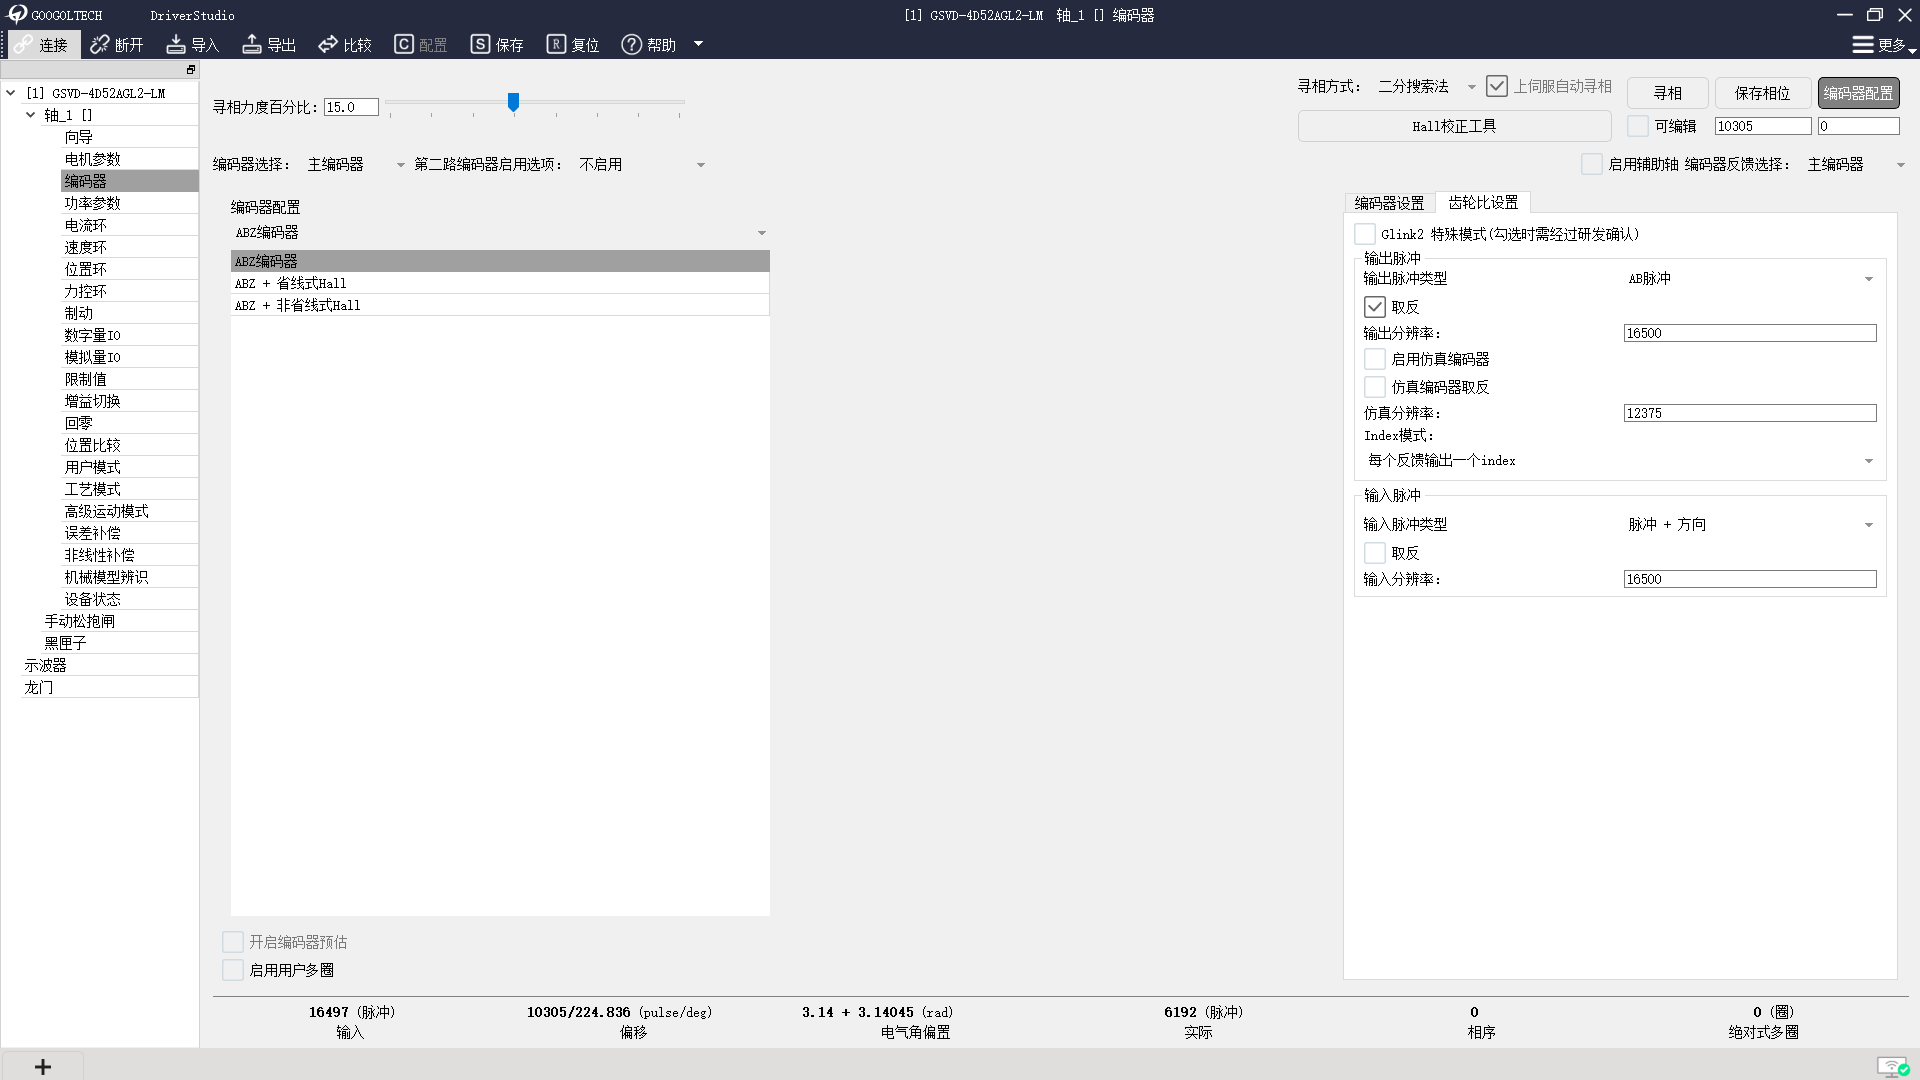 GOOGOLTECH DriverStudio [1] GSVD-4D52AGL2-LM 轴_1 [] 编码器
连接 断开 导入 导出 比较 C 配置 S 保存 R 复位 ? 帮助 更多
[1] GSVD-4D52AGL2-LM
轴_1 []
向导
电机参数
编码器
功率参数
电流环
速度环
位置环
力控环
制动
数字量IO
模拟量IO
限制值
增益切换
回零
位置比较
用户模式
工艺模式
高级运动模式
误差补偿
非线性补偿
机械模型辨识
设备状态
手动松抱闸
黑匣子
示波器
龙门
寻相力度百分比: 15.0
寻相方式: 二分搜索法 上伺服自动寻相 寻相 保存相位 编码器配置
Hall校正工具 可编辑 10305 0
编码器选择: 主编码器 第二路编码器启用选项: 不启用
启用辅助轴 编码器反馈选择: 主编码器
编码器配置
ABZ编码器
ABZ编码器
ABZ + 省线式Hall
ABZ + 非省线式Hall
开启编码器预估
启用用户多圈
编码器设置 齿轮比设置
Glink2 特殊模式(勾选时需经过研发确认)
输出脉冲
输出脉冲类型 AB脉冲
取反
输出分辨率: 16500
启用仿真编码器
仿真编码器取反
仿真分辨率: 12375
Index模式:
每个反馈输出一个index
输入脉冲
输入脉冲类型 脉冲 + 方向
取反
输入分辨率: 16500
16497 (脉冲) 10305/224.836 (pulse/deg) 3.14 + 3.14045 (rad) 6192 (脉冲) 0 0 (圈)
输入 偏移 电气角偏置 实际 相序 绝对式多圈
+